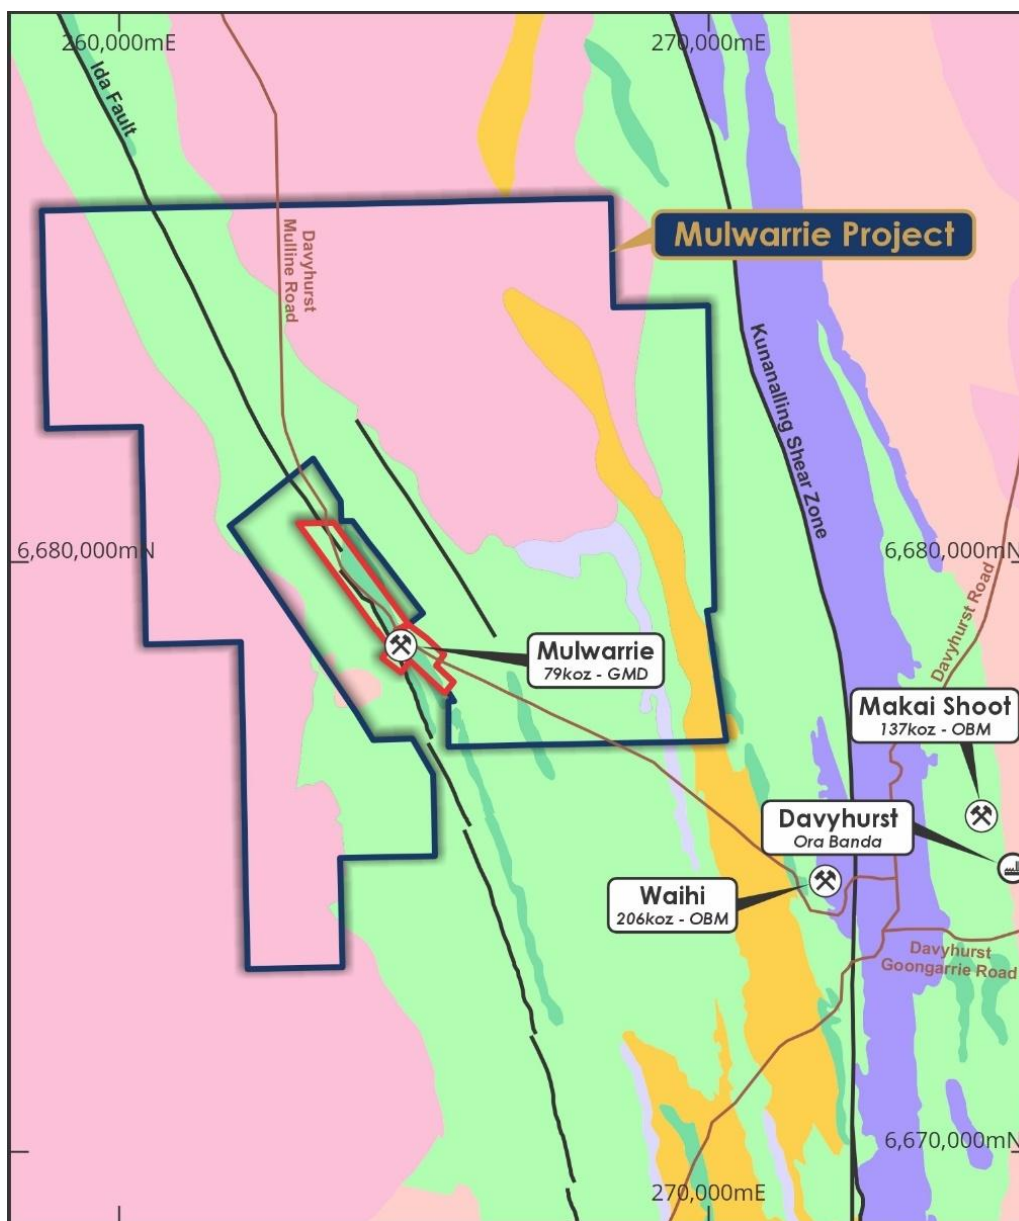 260,000mE
270,000mE
Ida Fault
Davyhurst
Mulline Road
Mulwarrie Project
Kunanalling Shear Zone
6,680,000mN
6,680,000mN
Davyhurst Road
Mulwarrie
79koz - GMD
Makai Shoot
137koz - OBM
Davyhurst
Ora Banda
Waihi
206koz - OBM
Davyhurst
Goongarrie Road
6,670,000mN
270,000mE